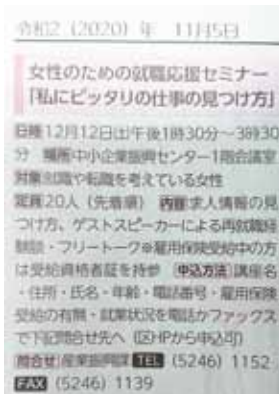 令和2（2020）年　11月5日
女性のための就職応援セミナー
「私にピッタリの仕事の見つけ方」
日時 12月12日㈯午後1時30分〜3時30
分　場所 中小企業振興センター1階会議室
対象 就職や転職を考えている女性
定員 20人（先着順）　内容 求人情報の見
つけ方、ゲストスピーカーによる再就職経
験談・フリートーク※雇用保険受給中の方
は受給資格者証を持参　申込方法 講座名
・住所・氏名・年齢・電話番号・雇用保険
受給の有無・就業状況を電話かファックス
で下記問合せ先へ（区HPから申込可）
問合せ 産業振興課 TEL （5246）1152
FAX （5246）1139